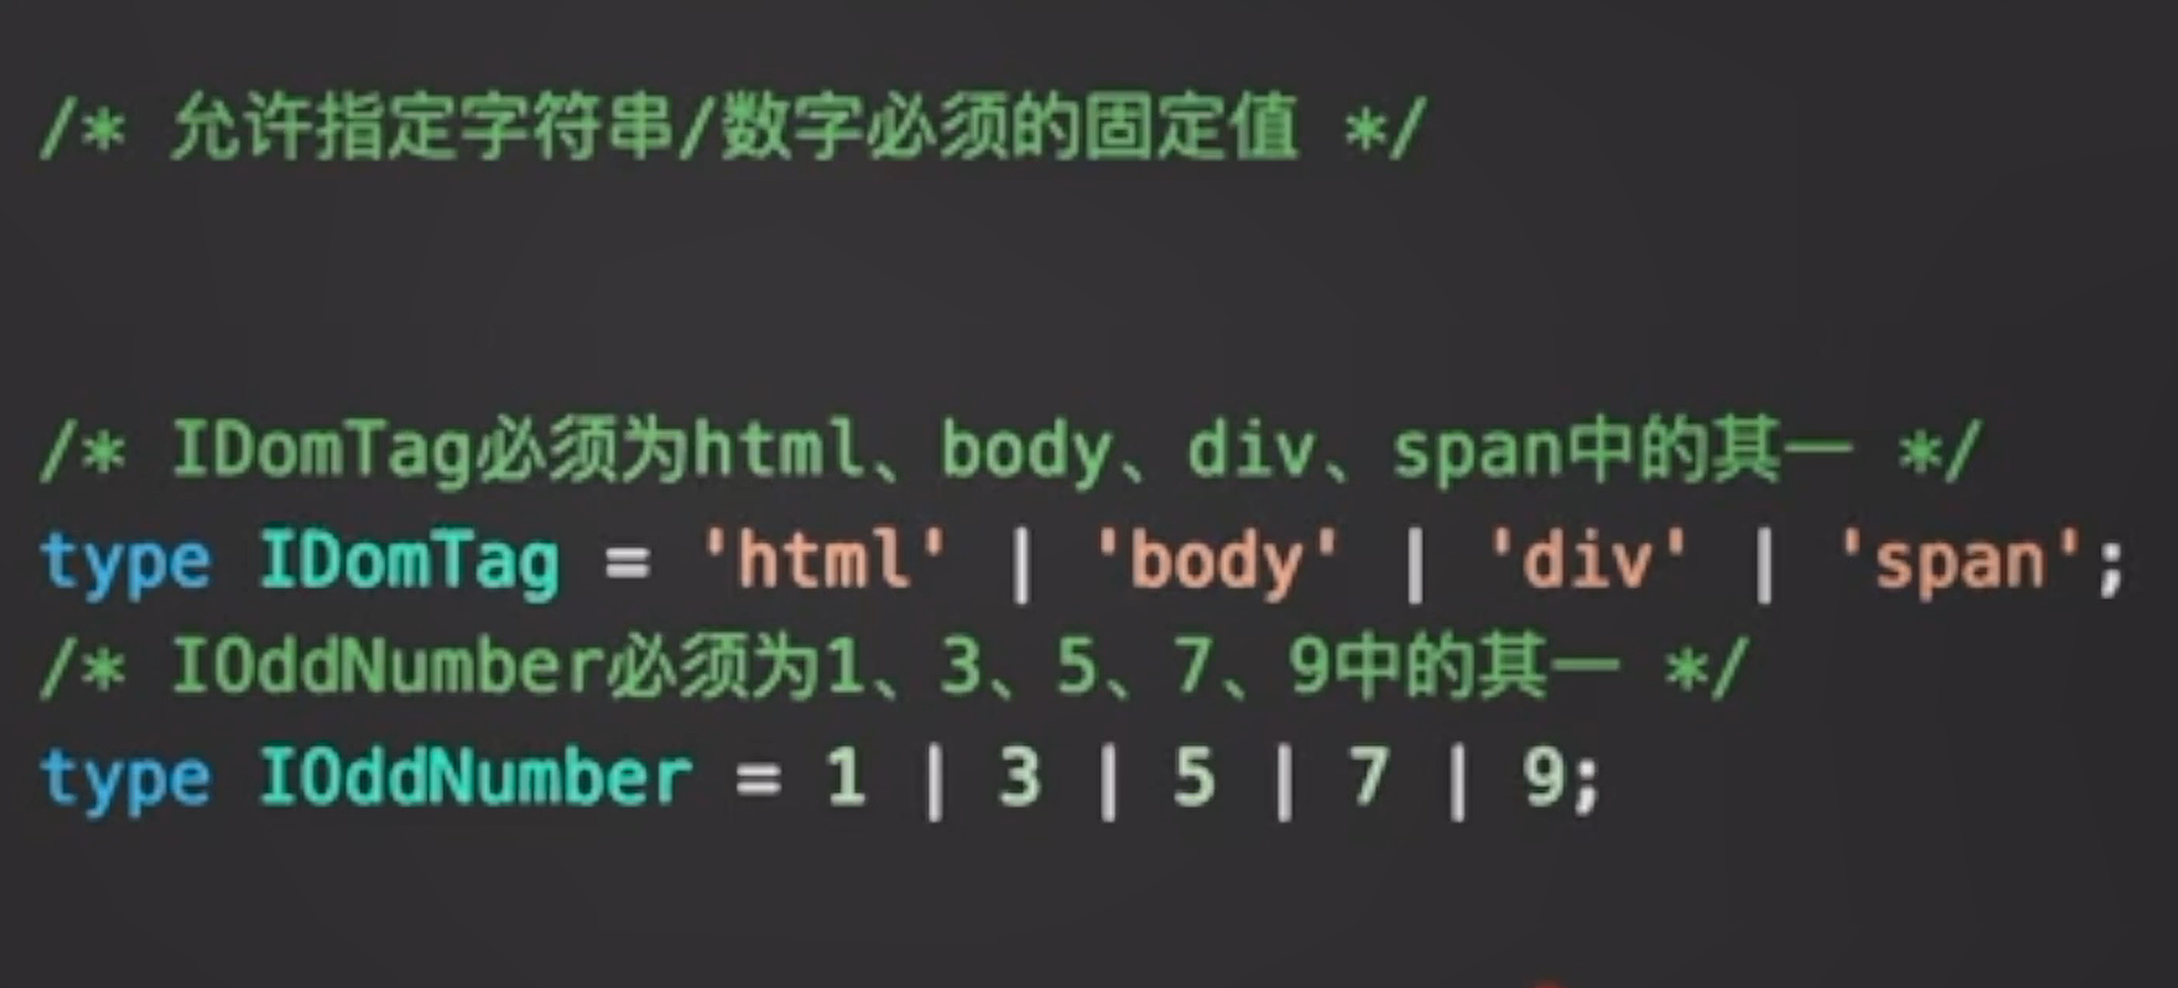 /* 允许指定字符串/数字必须的固定值 */
/* IDomTag必须为html、body、div、span中的其一 */
type IDomTag = 'html' | 'body' | 'div' | 'span';
/* IOddNumber必须为1、3、5、7、9中的其一 */
type IOddNumber = 1 | 3 | 5 | 7 | 9;